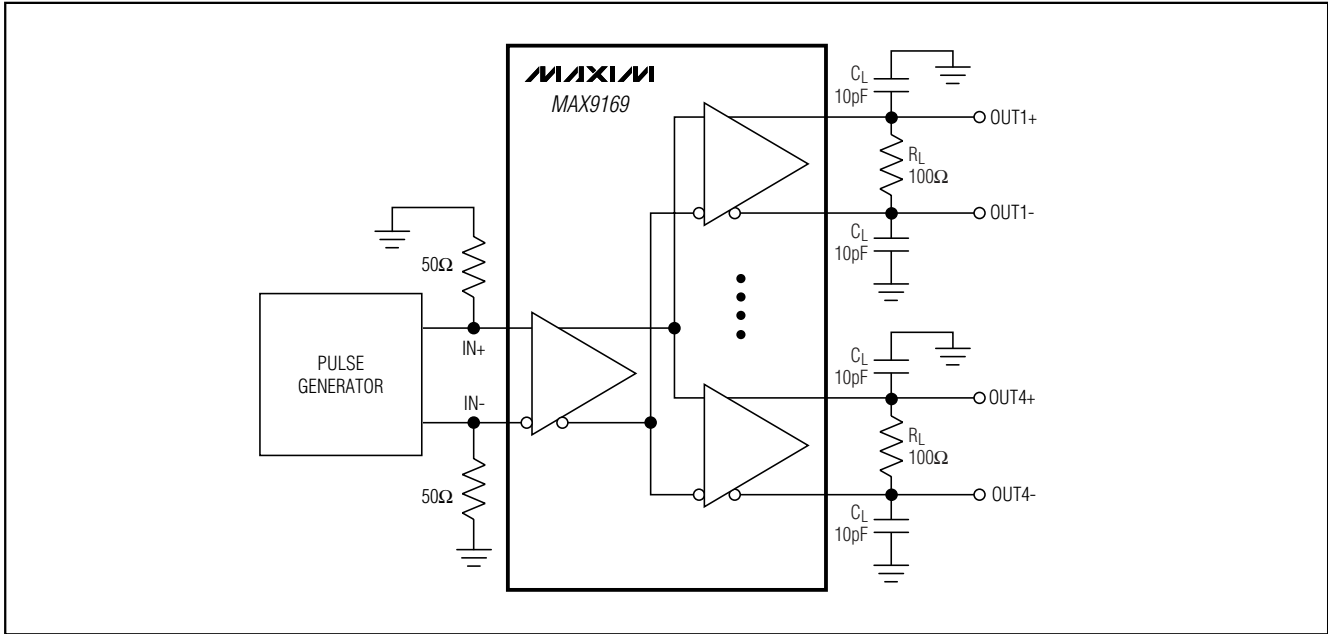 MAXIM
MAX9169
CL
10pF
OUT1+
RL
100Ω
OUT1-
CL
10pF
50Ω
IN+
PULSE
GENERATOR
IN-
50Ω
CL
10pF
OUT4+
RL
100Ω
OUT4-
CL
10pF